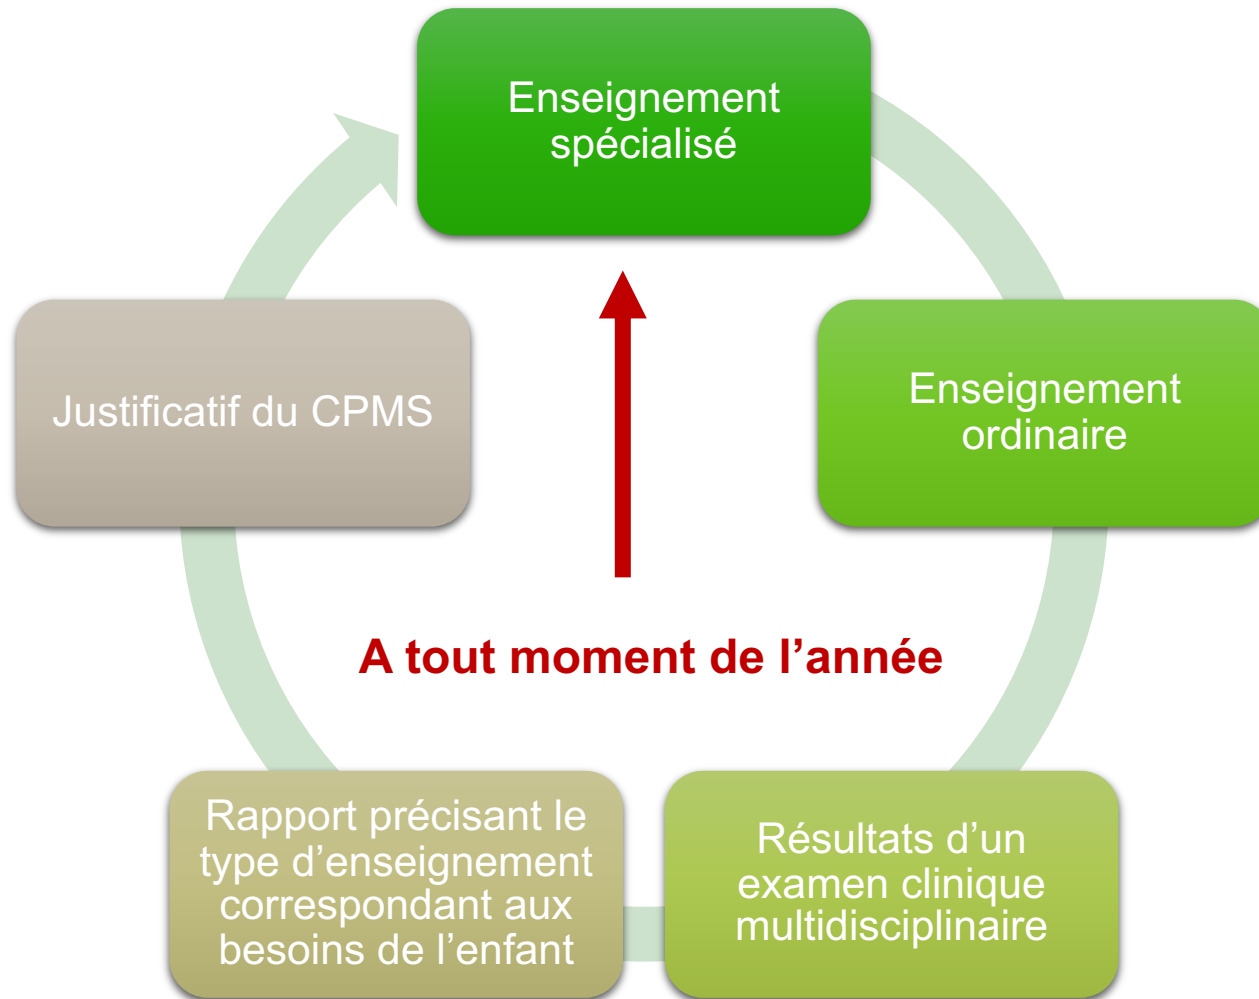 Enseignement
spécialisé
Enseignement
ordinaire
Résultats d’un
examen clinique
multidisciplinaire
Rapport précisant le
type d’enseignement
correspondant aux
besoins de l’enfant
Justificatif du CPMS
A tout moment de l’année